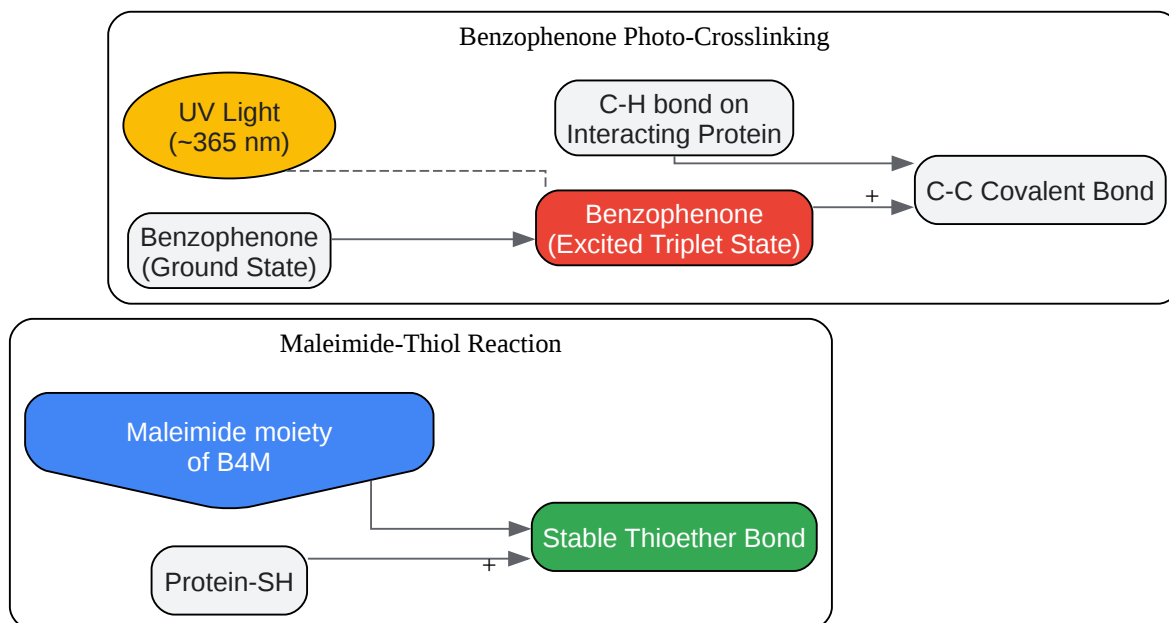 Benzophenone Photo-Crosslinking
UV Light
(~365 nm)
C-H bond on
Interacting Protein
C-C Covalent Bond
+
Benzophenone
(Excited Triplet State)
Benzophenone
(Ground State)
Maleimide-Thiol Reaction
Maleimide moiety
of B4M
Stable Thioether Bond
+
Protein-SH